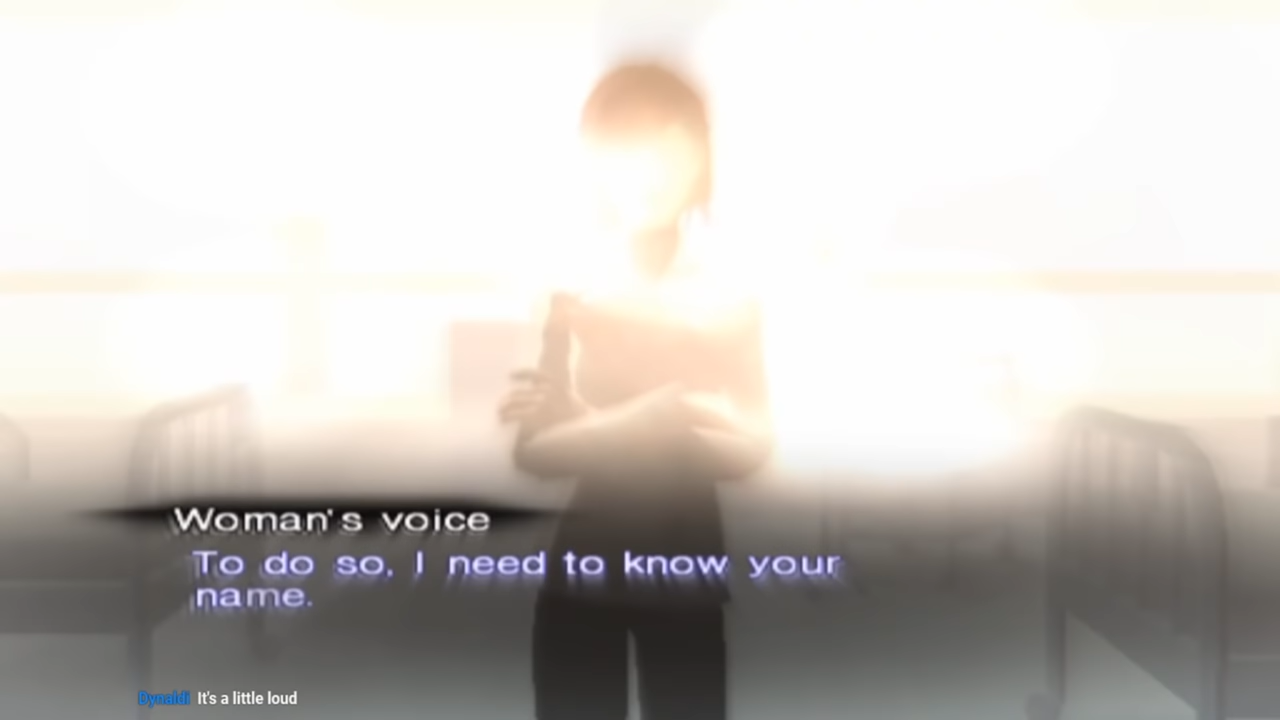 Woman's voice
To do so, I need to know your
name.
Dynaldi It's a little loud